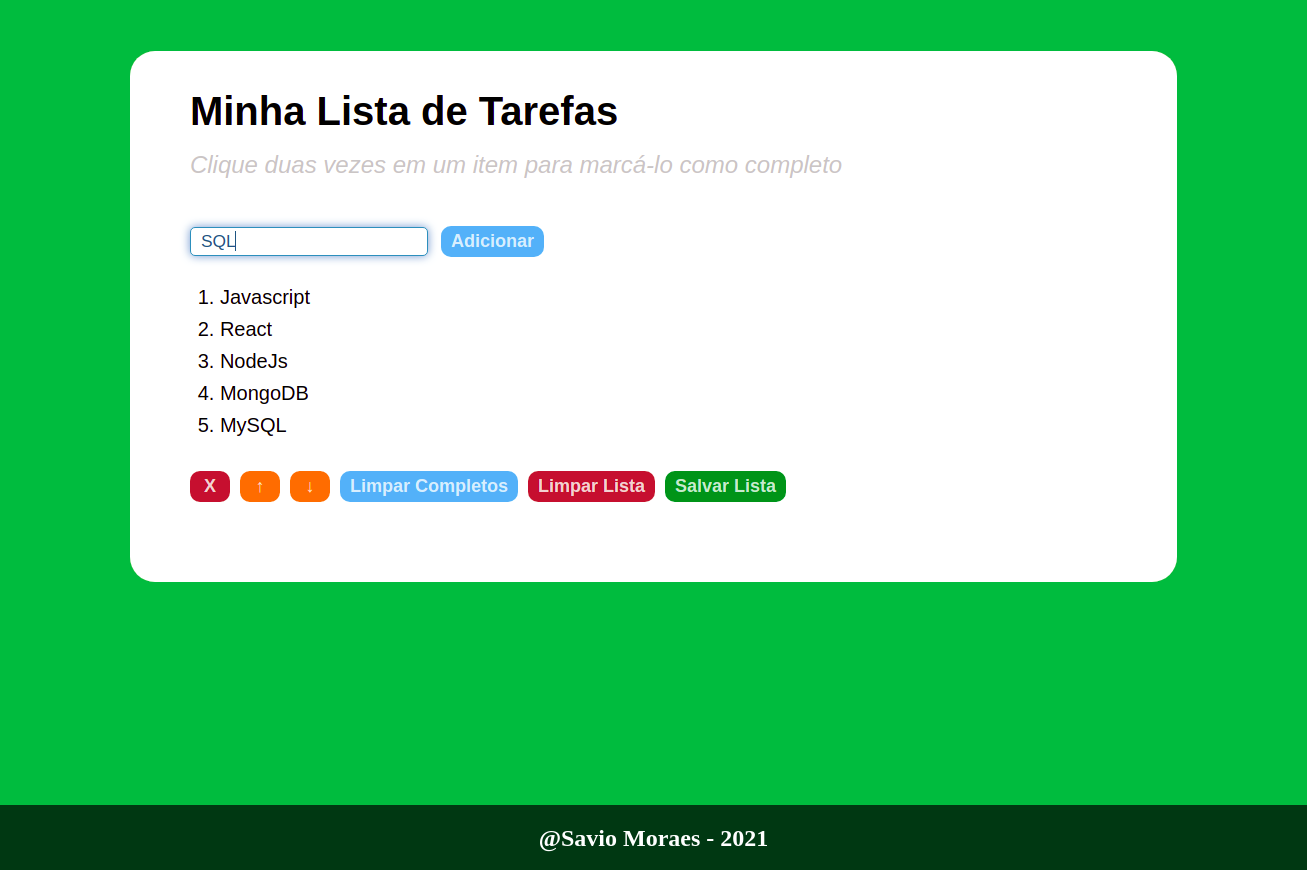 Minha Lista de Tarefas
Clique duas vezes em um item para marcá-lo como completo
SQL Adicionar
1. Javascript
2. React
3. NodeJs
4. MongoDB
5. MySQL
X ↑ ↓ Limpar Completos Limpar Lista Salvar Lista
@Savio Moraes - 2021